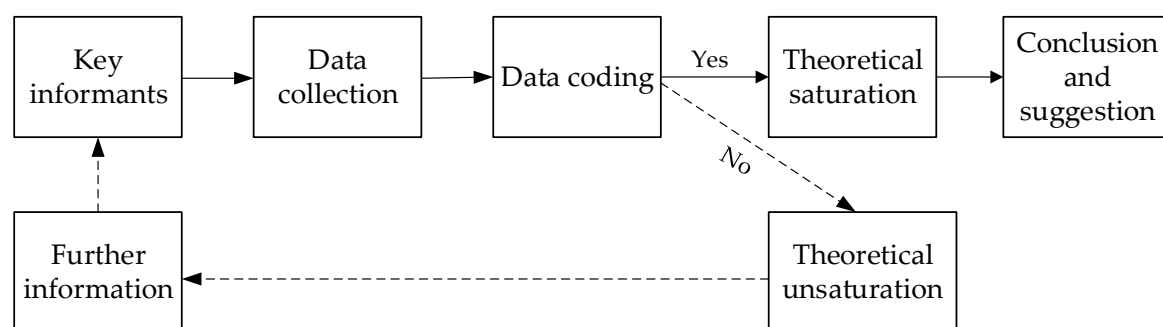 Key
informants
Data
collection
Data coding
Yes
Theoretical
saturation
Conclusion
and
suggestion
No
Further
information
Theoretical
unsaturation